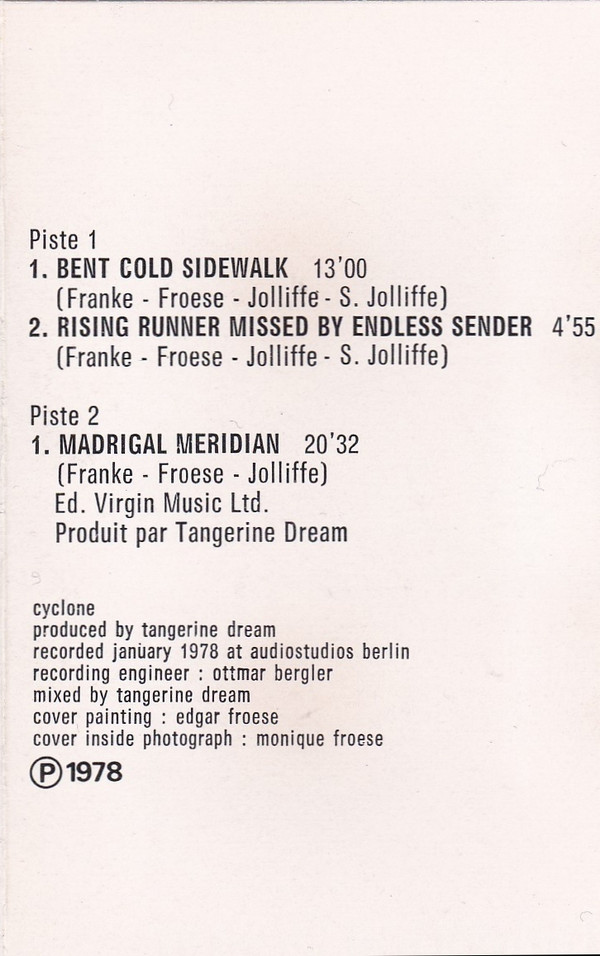 Piste 1
1. BENT COLD SIDEWALK 13'00
(Franke - Froese - Jolliffe - S. Jolliffe)
2. RISING RUNNER MISSED BY ENDLESS SENDER 4'55
(Franke - Froese - Jolliffe - S. Jolliffe)
Piste 2
1. MADRIGAL MERIDIAN 20'32
(Franke - Froese - Jolliffe)
Ed. Virgin Music Ltd.
Produit par Tangerine Dream
cyclone
produced by tangerine dream
recorded january 1978 at audiostudios berlin
recording engineer : ottmar bergler
mixed by tangerine dream
cover painting : edgar froese
cover inside photograph : monique froese
℗1978